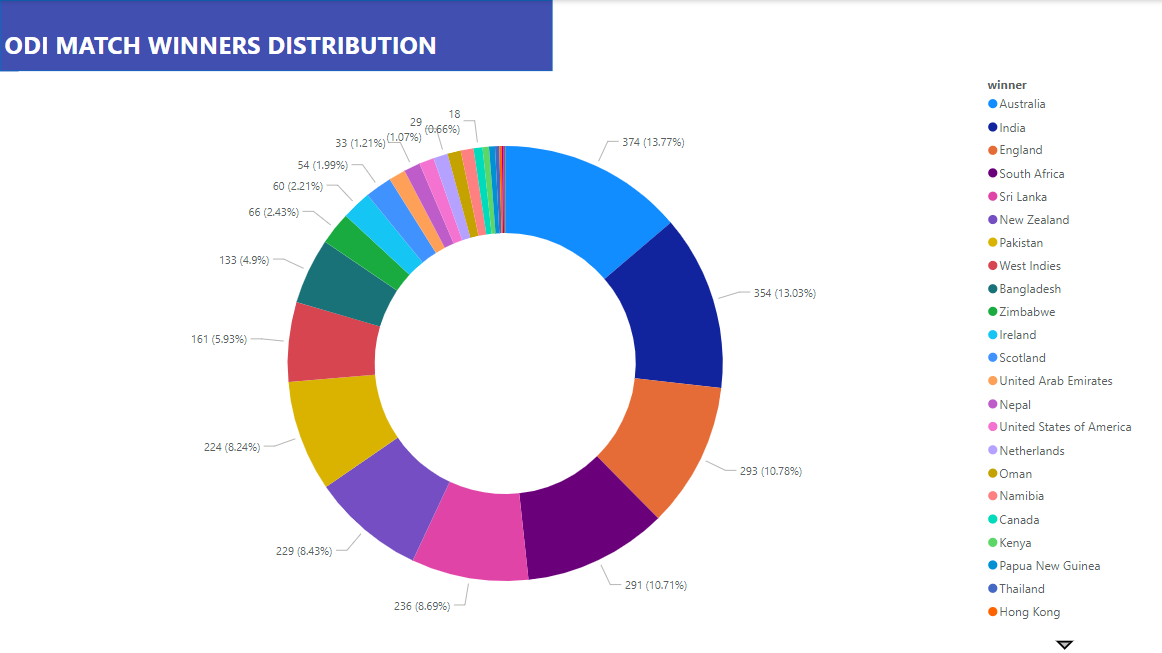 ODI MATCH WINNERS DISTRIBUTION
winner
Australia
India
England
South Africa
Sri Lanka
New Zealand
Pakistan
West Indies
Bangladesh
Zimbabwe
Ireland
Scotland
United Arab Emirates
Nepal
United States of America
Netherlands
Oman
Namibia
Canada
Kenya
Papua New Guinea
Thailand
Hong Kong
374 (13.77%)
354 (13.03%)
293 (10.78%)
291 (10.71%)
236 (8.69%)
229 (8.43%)
224 (8.24%)
161 (5.93%)
133 (4.9%)
66 (2.43%)
60 (2.21%)
54 (1.99%)
33 (1.21%)
29
(1.07%)
18
(0.66%)